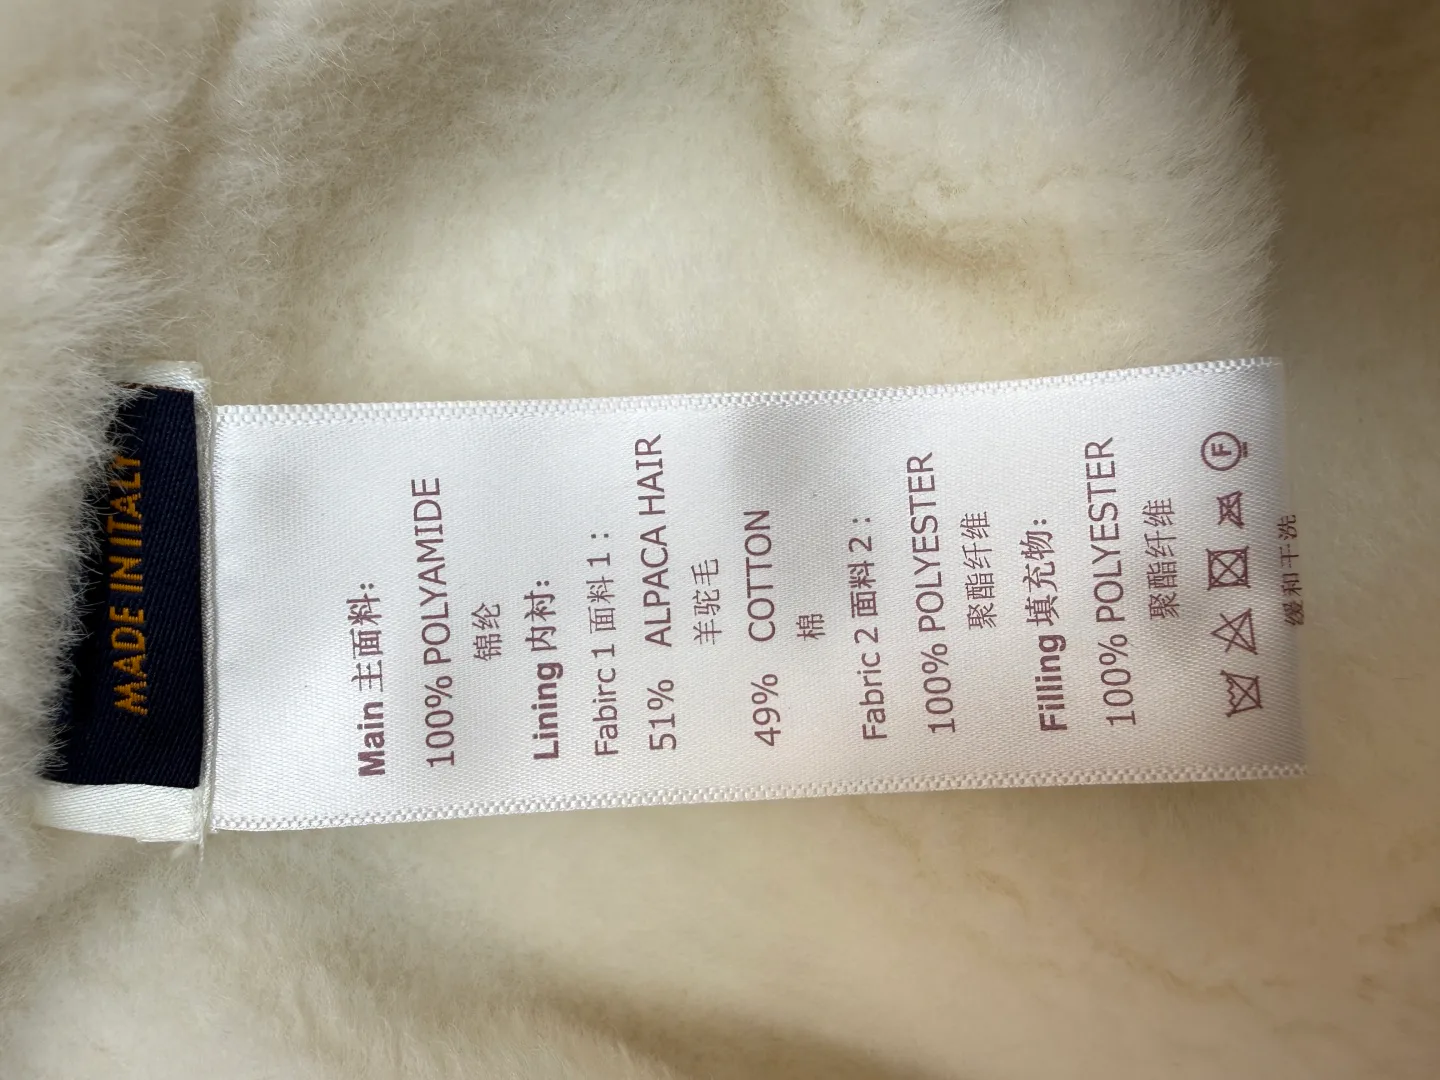 MADE IN ITALY
Main 主面料:
100% POLYAMIDE
锦纶
Lining 内衬:
Fabirc 1 面料 1 :
51% ALPACA HAIR
羊驼毛
49% COTTON
棉
Fabric 2 面料 2 :
100% POLYESTER
聚酯纤维
Filling 填充物:
100% POLYESTER
聚酯纤维
F
缓和干洗